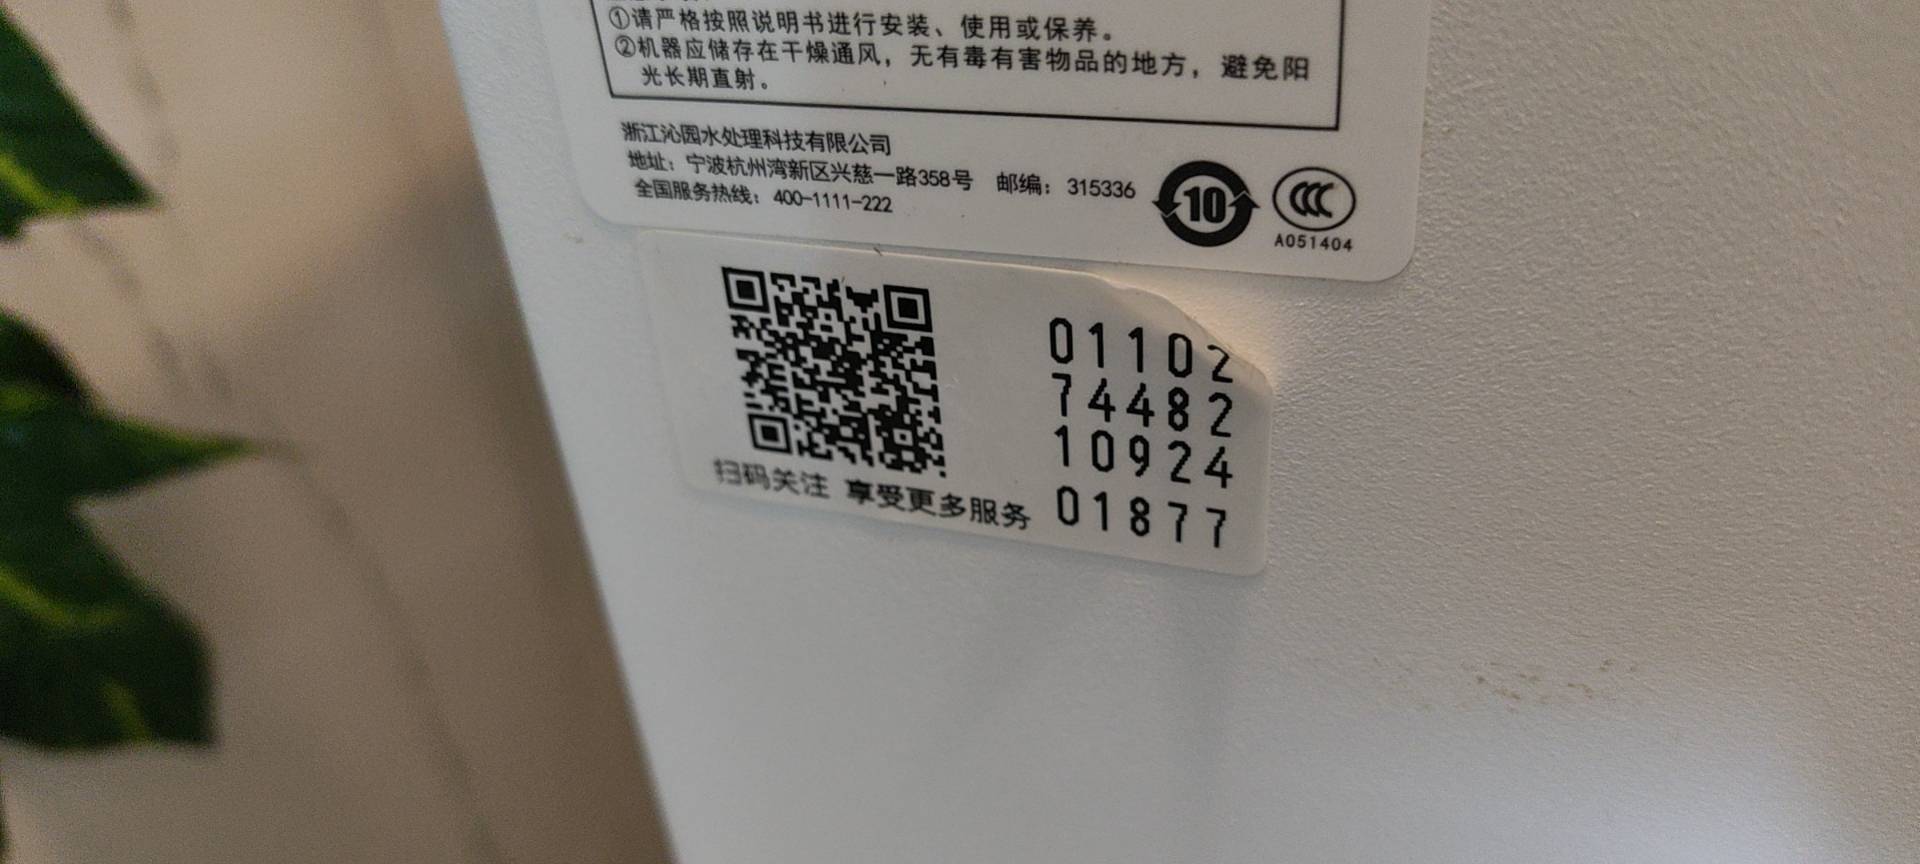 ①请严格按照说明书进行安装、使用或保养。
②机器应储存在干燥通风，无有毒有害物品的地方，避免阳
光长期直射。
浙江沁园水处理科技有限公司
地址：宁波杭州湾新区兴慈一路358号 邮编：315336
全国服务热线：400-1111-222
10
CCC
A051404
01102
74482
10924
01877
扫码关注 享受更多服务